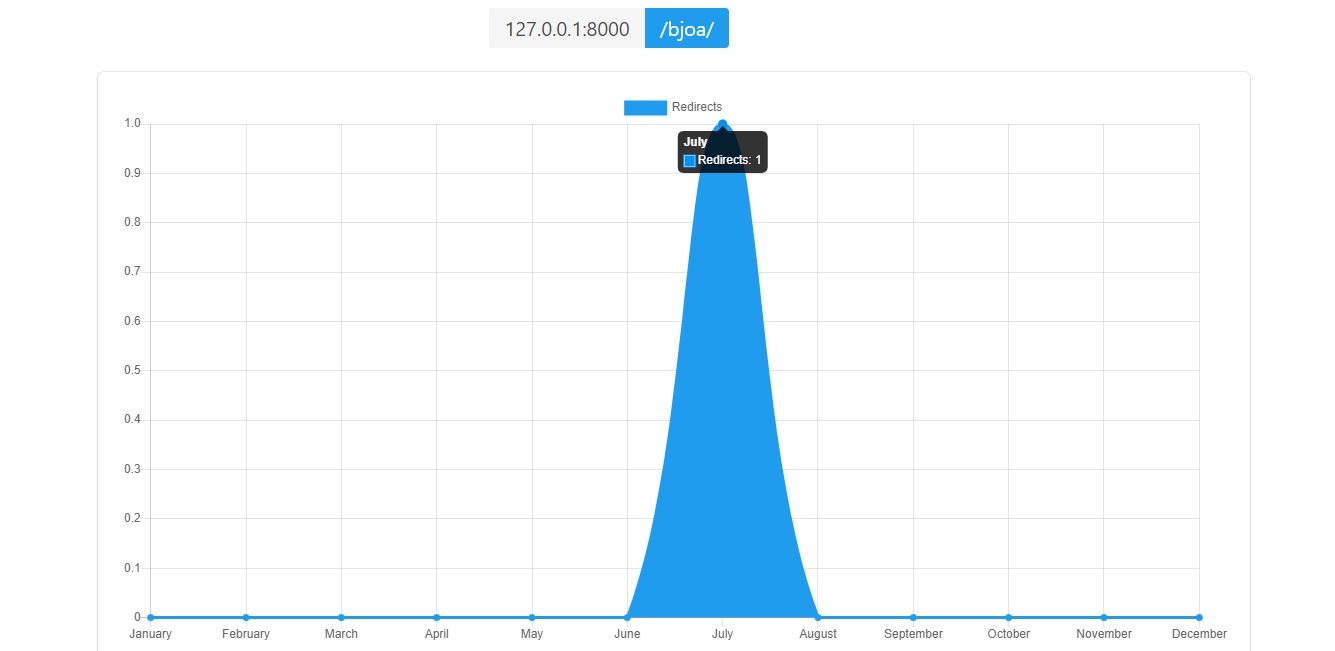 127.0.0.1:8000 /bjoa/
Redirects
1.0
July
Redirects: 1
0.9
0.8
0.7
0.6
0.5
0.4
0.3
0.2
0.1
0
January February March April May June July August September October November December